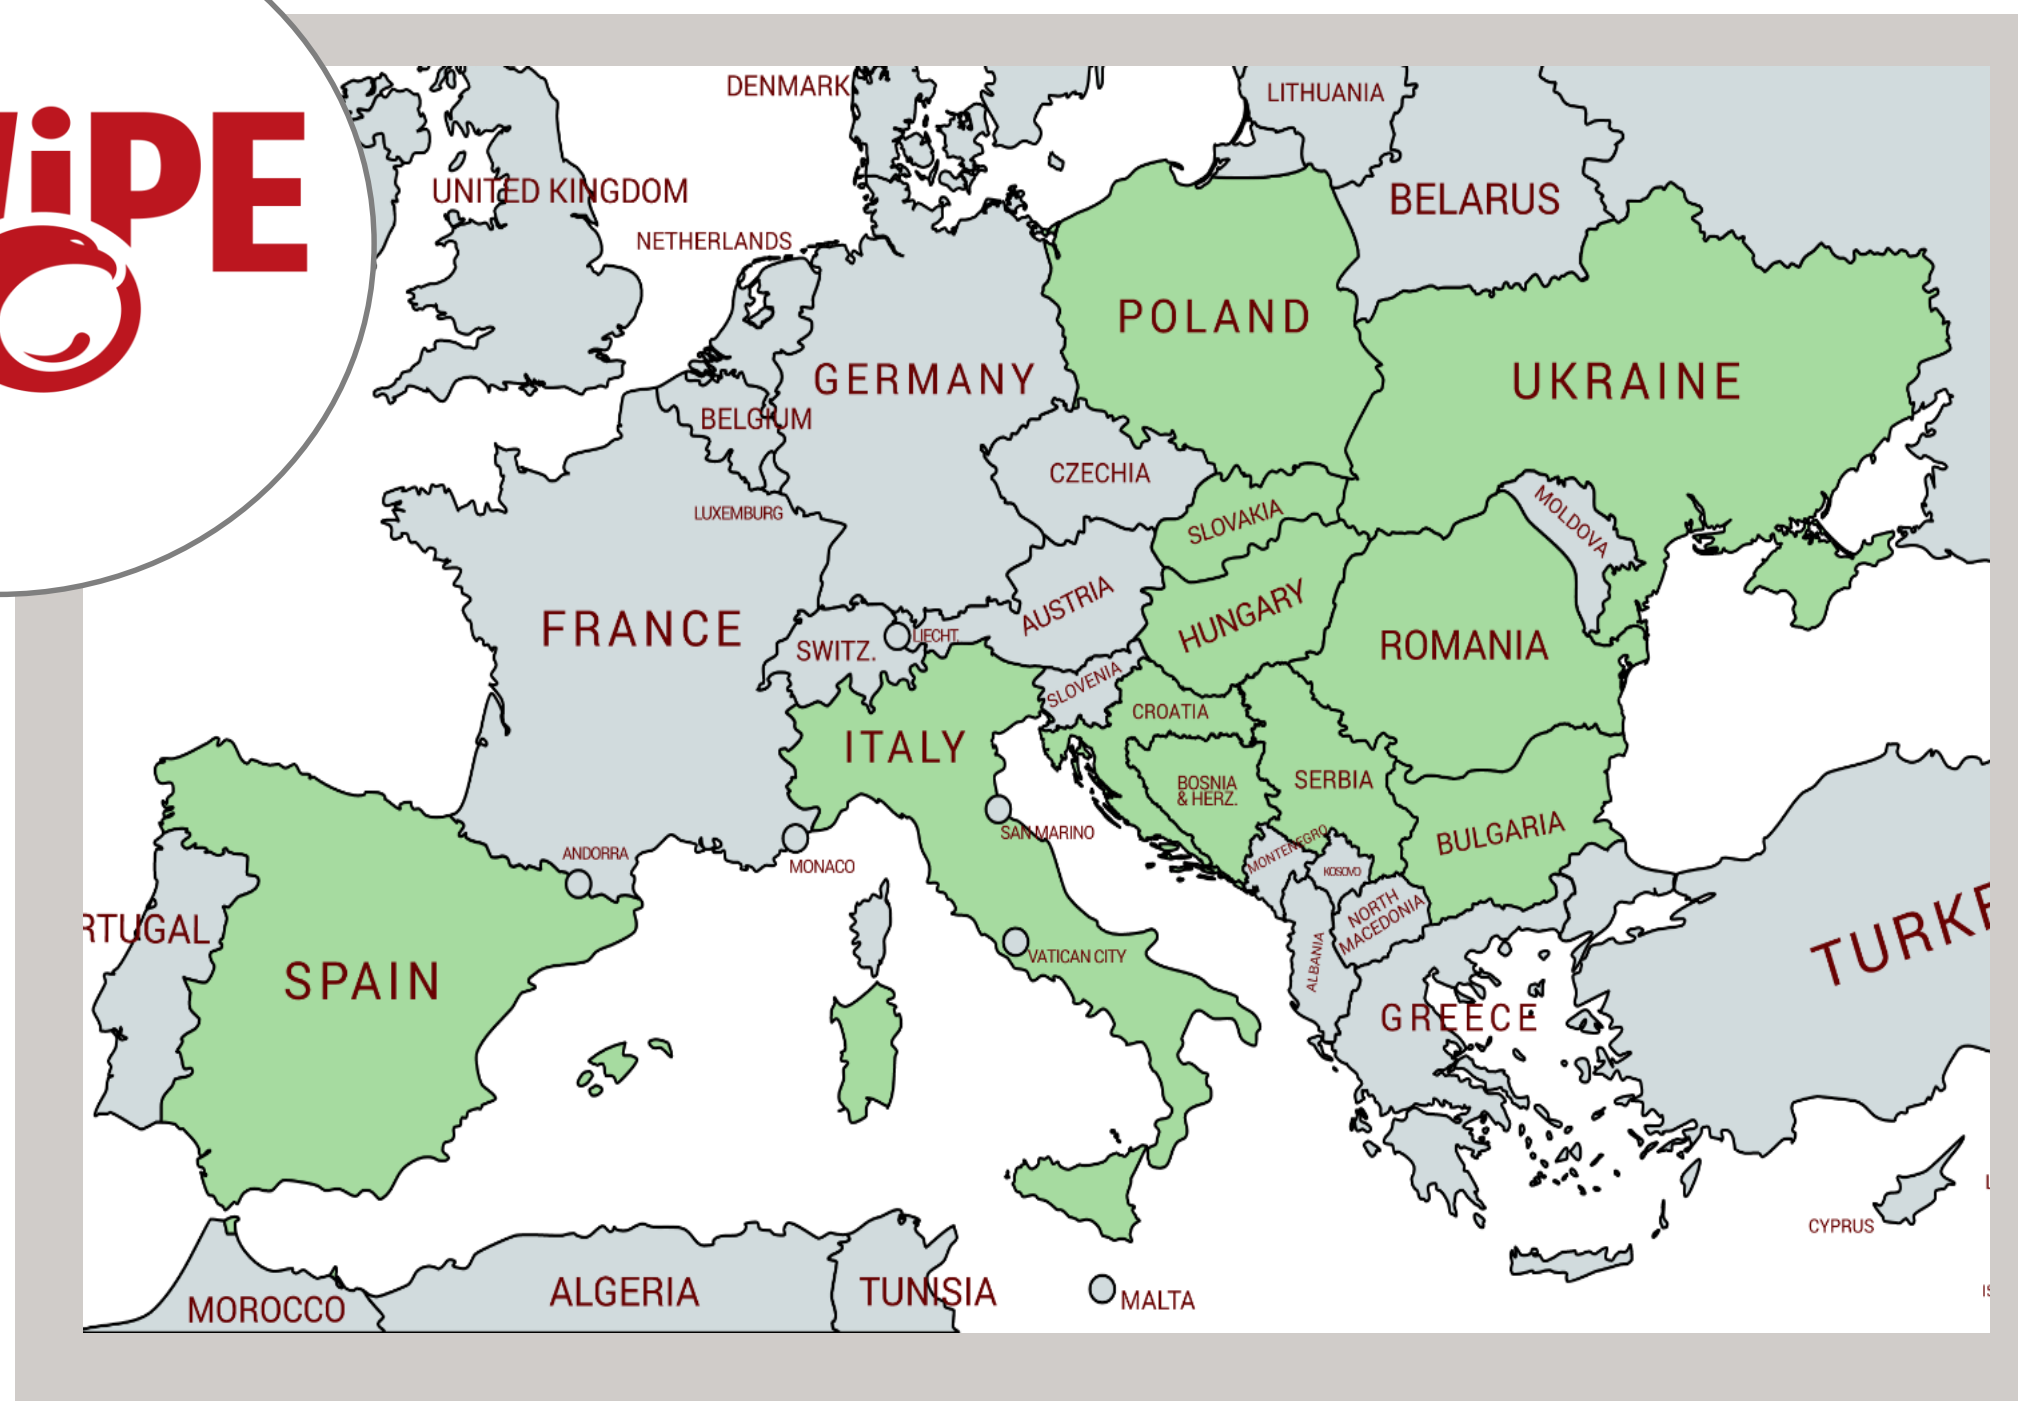 WiPE
DENMARK
LITHUANIA
UNITED KINGDOM
BELARUS
NETHERLANDS
POLAND
GERMANY
UKRAINE
BELGIUM
CZECHIA
LUXEMBURG
SLOVAKIA
MOLDOVA
AUSTRIA
HUNGARY
FRANCE
LIECHT.
SWITZ.
ROMANIA
SLOVENIA
CROATIA
ITALY
BOSNIA
& HERZ.
SERBIA
SAN MARINO
MONTENEGRO
BULGARIA
ANDORRA
MONACO
KOSOVO
NORTH
MACEDONIA
RTUGAL
TURKE
VATICAN CITY
ALBANIA
SPAIN
GREECE
CYPRUS
MOROCCO
ALGERIA
TUNISIA
MALTA